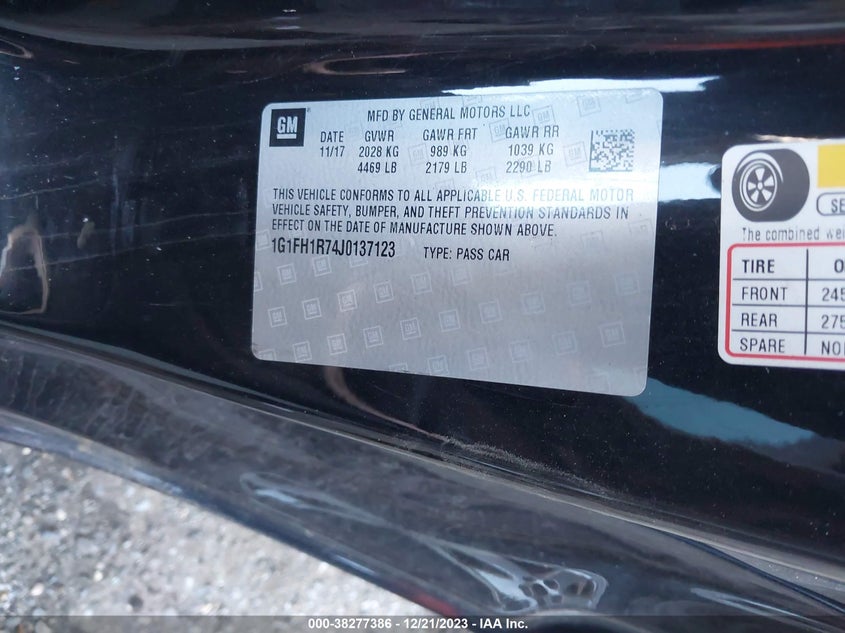 GM
MFD BY GENERAL MOTORS LLC
DATE GVWR GAWR FRT GAWR RR
11/17 2028 KG 989 KG 1039 KG
4469 LB 2179 LB 2290 LB
THIS VEHICLE CONFORMS TO ALL APPLICABLE U.S. FEDERAL MOTOR
VEHICLE SAFETY, BUMPER, AND THEFT PREVENTION STANDARDS IN
EFFECT ON THE DATE OF MANUFACTURE SHOWN ABOVE.
1G1FH1R74J0137123 TYPE: PASS CAR
SE
The combined wei
TIRE O
FRONT 245
REAR 275
SPARE NON
000-38277386 - 12/21/2023 - IAA Inc.